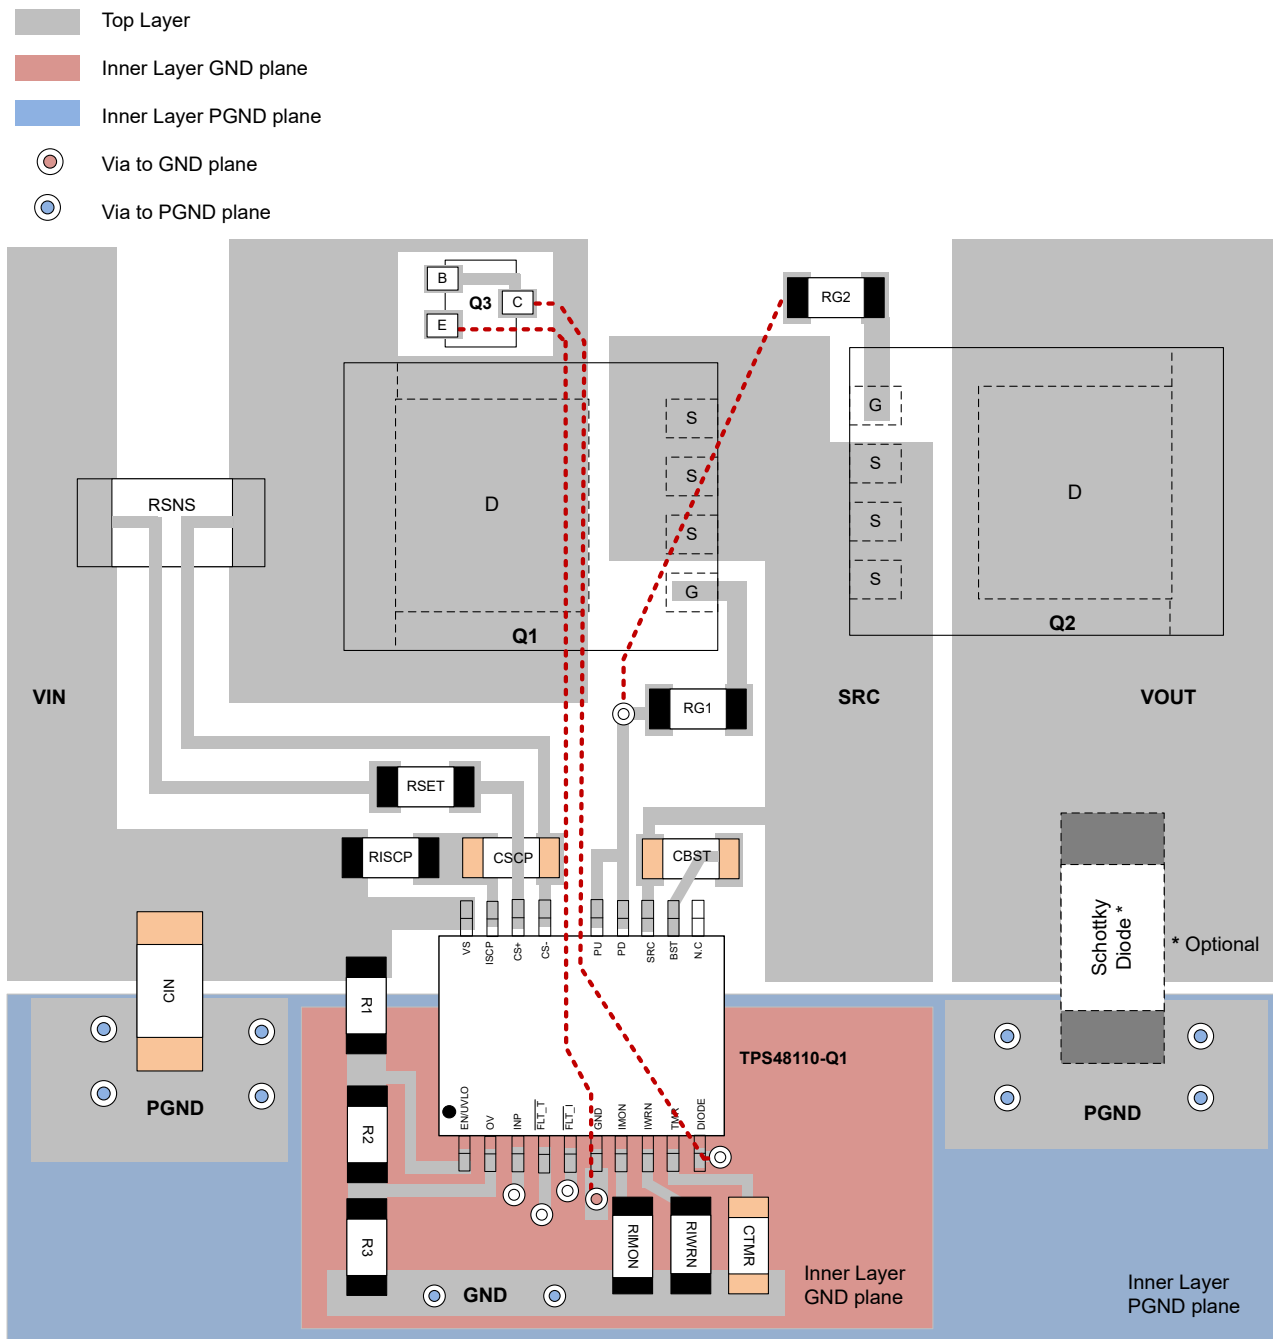 Top Layer
Inner Layer GND plane
Inner Layer PGND plane
Via to GND plane
Via to PGND plane
B
Q3
C
E
RG2
G
S
S
S
S
S
S
G
D
D
RSNS
Q1
Q2
VIN
RG1
SRC
VOUT
RSET
RISCP
CSCP
CBST
VS
ISCP
CS+
CS-
PU
PD
SRC
BST
N.C
CIN
R1
Schottky
Diode *
* Optional
TPS48110-Q1
PGND
PGND
EN/UVLO
OV
INP
FLT_T
FLT_I
GND
IMON
IWRN
TMR
DIODE
R2
R3
RIMON
RIWRN
CTMR
GND
Inner Layer
GND plane
Inner Layer
PGND plane